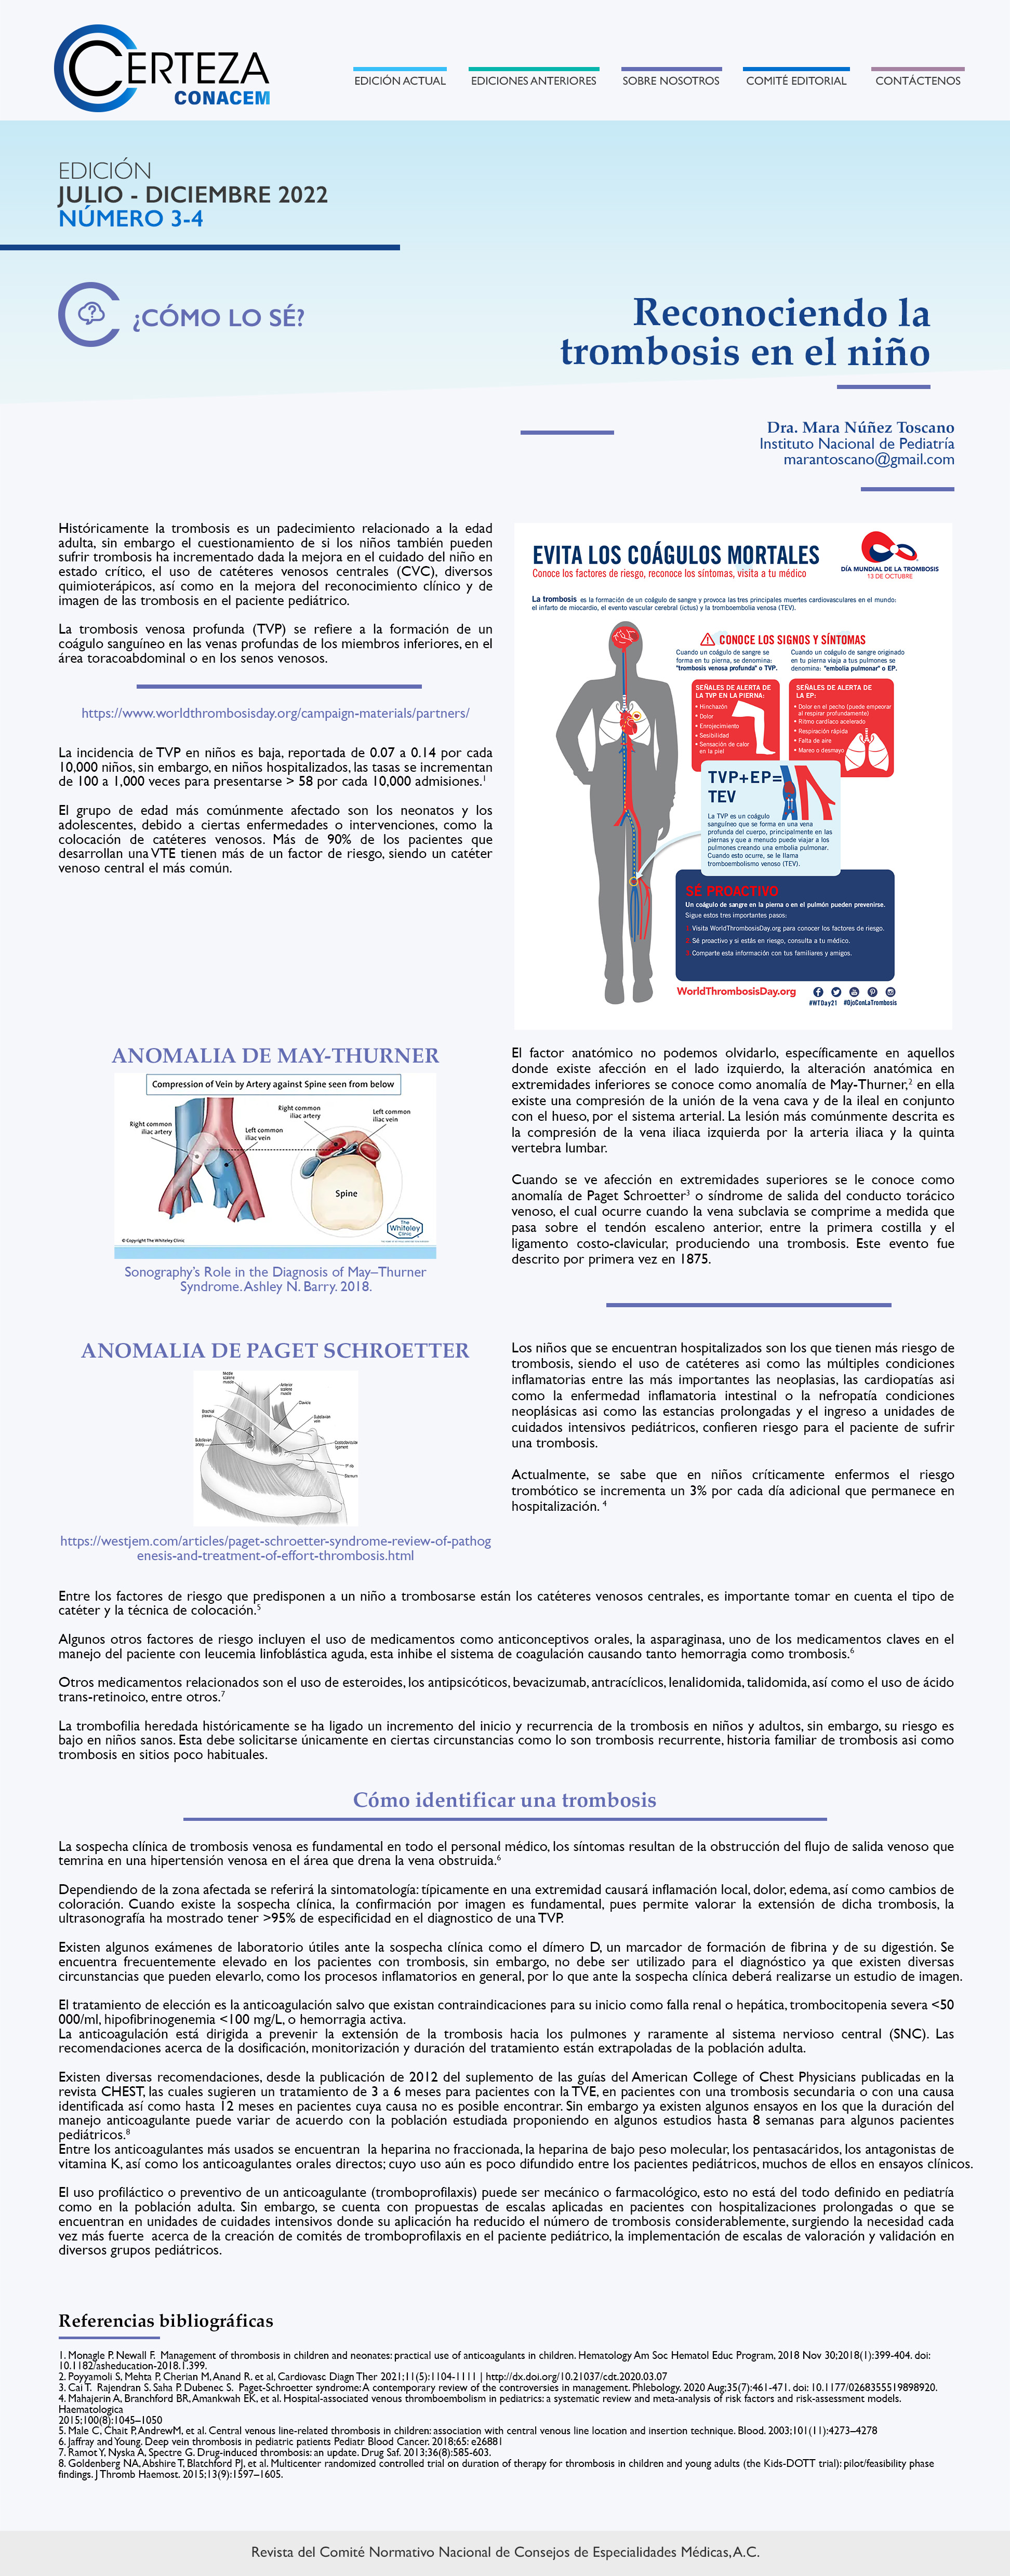 CERTEZA
CONACEM
EDICIÓN ACTUAL
EDICIONES ANTERIORES
SOBRE NOSOTROS
COMITÉ EDITORIAL
CONTÁCTENOS
EDICIÓN
JULIO - DICIEMBRE 2022
NÚMERO 3-4
¿CÓMO LO SÉ?
Reconociendo la
trombosis en el niño
Dra. Mara Núñez Toscano
Instituto Nacional de Pediatría
marantoscano@gmail.com
Históricamente la trombosis es un padecimiento relacionado a la edad
adulta, sin embargo el cuestionamiento de si los niños también pueden
sufrir trombosis ha incrementado dada la mejora en el cuidado del niño en
estado crítico, el uso de catéteres venosos centrales (CVC), diversos
quimioterápicos, así como en la mejora del reconocimiento clínico y de
imagen de las trombosis en el paciente pediátrico.
La trombosis venosa profunda (TVP) se refiere a la formación de un
coágulo sanguíneo en las venas profundas de los miembros inferiores, en el
área toracoabdominal o en los senos venosos.
https://www.worldthrombosisday.org/campaign-materials/partners/
La incidencia de TVP en niños es baja, reportada de 0.07 a 0.14 por cada
10,000 niños, sin embargo, en niños hospitalizados, las tasas se incrementan
de 100 a 1,000 veces para presentarse > 58 por cada 10,000 admisiones.1
El grupo de edad más comúnmente afectado son los neonatos y los
adolescentes, debido a ciertas enfermedades o intervenciones, como la
colocación de catéteres venosos. Más de 90% de los pacientes que
desarrollan una VTE tienen más de un factor de riesgo, siendo un catéter
venoso central el más común.
EVITA LOS COÁGULOS MORTALES
Conoce los factores de riesgo, reconoce los síntomas, visita a tu médico
DÍA MUNDIAL DE LA TROMBOSIS
13 DE OCTUBRE
La trombosis es la formación de un coágulo de sangre y provoca las tres principales muertes cardiovasculares en el mundo:
el infarto de miocardio, el evento vascular cerebral (ictus) y la tromboembolia venosa (TEV).
CONOCE LOS SIGNOS Y SÍNTOMAS
Cuando un coágulo de sangre se
forma en tu pierna, se denomina:
"trombosis venosa profunda" o TVP.
Cuando un coágulo de sangre originado
en tu pierna viaja a tus pulmones se
denomina: "embolia pulmonar" o EP.
SEÑALES DE ALERTA DE
LA TVP EN LA PIERNA:
• Hinchazón
• Dolor
• Enrojecimiento
• Sesibilidad
• Sensación de calor
en la piel
SEÑALES DE ALERTA DE
LA EP:
• Dolor en el pecho (puede empeorar
al respirar profundamente)
• Ritmo cardiaco acelerado
• Respiración rápida
• Falta de aire
• Mareo o desmayo
TVP+EP=
TEV
La TVP es un coágulo
sanguíneo que se forma en una vena
profunda del cuerpo, principalmente en las
piernas y que a menudo puede viajar a los
pulmones creando una embolia pulmonar.
Cuando esto ocurre, se le llama
tromboembolismo venoso (TEV).
SÉ PROACTIVO
Un coágulo de sangre en la pierna o en el pulmón pueden prevenirse.
Sigue estos tres importantes pasos:
1. Visita WorldThrombosisDay.org para conocer los factores de riesgo.
2. Sé proactivo y si estás en riesgo, consulta a tu médico.
3. Comparte esta información con tus familiares y amigos.
WorldThrombosisDay.org
#WTDay21 #OjoConLaTrombosis
ANOMALIA DE MAY-THURNER
Compression of Vein by Artery against Spine seen from below
Right common
iliac artery
Left common
iliac vein
Right common
iliac artery
Left common
iliac vein
Spine
© Copyright The Whiteley Clinic
The
Whiteley
Clinic
Sonography's Role in the Diagnosis of May–Thurner
Syndrome. Ashley N. Barry. 2018.
El factor anatómico no podemos olvidarlo, específicamente en aquellos
donde existe afección en el lado izquierdo, la alteración anatómica en
extremidades inferiores se conoce como anomalía de May-Thurner,2 en ella
existe una compresión de la unión de la vena cava y de la ileal en conjunto
con el hueso, por el sistema arterial. La lesión más comúnmente descrita es
la compresión de la vena iliaca izquierda por la arteria iliaca y la quinta
vertebra lumbar.
Cuando se ve afección en extremidades superiores se le conoce como
anomalía de Paget Schroetter3 o síndrome de salida del conducto torácico
venoso, el cual ocurre cuando la vena subclavia se comprime a medida que
pasa sobre el tendón escaleno anterior, entre la primera costilla y el
ligamento costo-clavicular, produciendo una trombosis. Este evento fue
descrito por primera vez en 1875.
ANOMALIA DE PAGET SCHROETTER
Middle
scalene
muscle
Anterior
scalene
muscle
Clavicle
Brachial
plexus
Subclavian
vein
Subclavian
artery
Costoclavicular
ligament
1st rib
Sternum
https://westjem.com/articles/paget-schroetter-syndrome-review-of-pathog
enesis-and-treatment-of-effort-thrombosis.html
Los niños que se encuentran hospitalizados son los que tienen más riesgo de
trombosis, siendo el uso de catéteres asi como las múltiples condiciones
inflamatorias entre las más importantes las neoplasias, las cardiopatías asi
como la enfermedad inflamatoria intestinal o la nefropatía condiciones
neoplásicas asi como las estancias prolongadas y el ingreso a unidades de
cuidados intensivos pediátricos, confieren riesgo para el paciente de sufrir
una trombosis.
Actualmente, se sabe que en niños críticamente enfermos el riesgo
trombótico se incrementa un 3% por cada día adicional que permanece en
hospitalización. 4
Entre los factores de riesgo que predisponen a un niño a trombosarse están los catéteres venosos centrales, es importante tomar en cuenta el tipo de
catéter y la técnica de colocación.5
Algunos otros factores de riesgo incluyen el uso de medicamentos como anticonceptivos orales, la asparaginasa, uno de los medicamentos claves en el
manejo del paciente con leucemia linfoblástica aguda, esta inhibe el sistema de coagulación causando tanto hemorragia como trombosis.6
Otros medicamentos relacionados son el uso de esteroides, los antipsicóticos, bevacizumab, antracíclicos, lenalidomida, talidomida, así como el uso de ácido
trans-retinoico, entre otros.7
La trombofilia heredada históricamente se ha ligado un incremento del inicio y recurrencia de la trombosis en niños y adultos, sin embargo, su riesgo es
bajo en niños sanos. Esta debe solicitarse únicamente en ciertas circunstancias como lo son trombosis recurrente, historia familiar de trombosis asi como
trombosis en sitios poco habituales.
Cómo identificar una trombosis
La sospecha clínica de trombosis venosa es fundamental en todo el personal médico, los síntomas resultan de la obstrucción del flujo de salida venoso que
temrina en una hipertensión venosa en el área que drena la vena obstruida.6
Dependiendo de la zona afectada se referirá la sintomatología: típicamente en una extremidad causará inflamación local, dolor, edema, así como cambios de
coloración. Cuando existe la sospecha clínica, la confirmación por imagen es fundamental, pues permite valorar la extensión de dicha trombosis, la
ultrasonografía ha mostrado tener >95% de especificidad en el diagnostico de una TVP.
Existen algunos exámenes de laboratorio útiles ante la sospecha clínica como el dímero D, un marcador de formación de fibrina y de su digestión. Se
encuentra frecuentemente elevado en los pacientes con trombosis, sin embargo, no debe ser utilizado para el diagnóstico ya que existen diversas
circunstancias que pueden elevarlo, como los procesos inflamatorios en general, por lo que ante la sospecha clínica deberá realizarse un estudio de imagen.
El tratamiento de elección es la anticoagulación salvo que existan contraindicaciones para su inicio como falla renal o hepática, trombocitopenia severa <50
000/ml, hipofibrinogenemia <100 mg/L, o hemorragia activa.
La anticoagulación está dirigida a prevenir la extensión de la trombosis hacia los pulmones y raramente al sistema nervioso central (SNC). Las
recomendaciones acerca de la dosificación, monitorización y duración del tratamiento están extrapoladas de la población adulta.
Existen diversas recomendaciones, desde la publicación de 2012 del suplemento de las guías del American College of Chest Physicians publicadas en la
revista CHEST, las cuales sugieren un tratamiento de 3 a 6 meses para pacientes con la TVE, en pacientes con una trombosis secundaria o con una causa
identificada así como hasta 12 meses en pacientes cuya causa no es posible encontrar. Sin embargo ya existen algunos ensayos en los que la duración del
manejo anticoagulante puede variar de acuerdo con la población estudiada proponiendo en algunos estudios hasta 8 semanas para algunos pacientes
pediátricos.8
Entre los anticoagulantes más usados se encuentran la heparina no fraccionada, la heparina de bajo peso molecular, los pentasacáridos, los antagonistas de
vitamina K, así como los anticoagulantes orales directos; cuyo uso aún es poco difundido entre los pacientes pediátricos, muchos de ellos en ensayos clínicos.
El uso profiláctico o preventivo de un anticoagulante (tromboprofilaxis) puede ser mecánico o farmacológico, esto no está del todo definido en pediatría
como en la población adulta. Sin embargo, se cuenta con propuestas de escalas aplicadas en pacientes con hospitalizaciones prolongadas o que se
encuentran en unidades de cuidades intensivos donde su aplicación ha reducido el número de trombosis considerablemente, surgiendo la necesidad cada
vez más fuerte acerca de la creación de comités de tromboprofilaxis en el paciente pediátrico, la implementación de escalas de valoración y validación en
diversos grupos pediátricos.
Referencias bibliográficas
1. Monagle P, Newall F. Management of thrombosis in children and neonates: practical use of anticoagulants in children. Hematology Am Soc Hematol Educ Program, 2018 Nov 30;2018(1):399-404. doi:
10.1182/asheducation-2018.1.399.
2. Poyyamoli S, Mehta P, Cherian M, Anand R. et al, Cardiovasc Diagn Ther 2021;11(5):1104-1111 | http://dx.doi.org/10.21037/cdt.2020.03.07
3. Cai T. Rajendran S. Saha P. Dubenec S. Paget-Schroetter syndrome: A contemporary review of the controversies in management. Phlebology. 2020 Aug;35(7):461-471. doi: 10.1177/0268355519898920.
4. Mahajerin A, Branchford BR, Amankwah EK, et al. Hospital-associated venous thromboembolism in pediatrics: a systematic review and meta-analysis of risk factors and risk-assessment models.
Haematologica
2015;100(8):1045–1050
5. Male C, Chait P, AndrewM, et al. Central venous line-related thrombosis in children: association with central venous line location and insertion technique. Blood. 2003;101(11):4273–4278
6. Jaffray and Young. Deep vein thrombosis in pediatric patients Pediatr Blood Cancer. 2018;65: e26881
7. Ramot Y, Nyska A, Spectre G. Drug-induced thrombosis: an update. Drug Saf. 2013;36(8):585-603.
8. Goldenberg NA, Abshire T, Blatchford PJ, et al. Multicenter randomized controlled trial on duration of therapy for thrombosis in children and young adults (the Kids-DOTT trial): pilot/feasibility phase
findings. J Thromb Haemost. 2015;13(9):1597–1605.
Revista del Comité Normativo Nacional de Consejos de Especialidades Médicas, A.C.